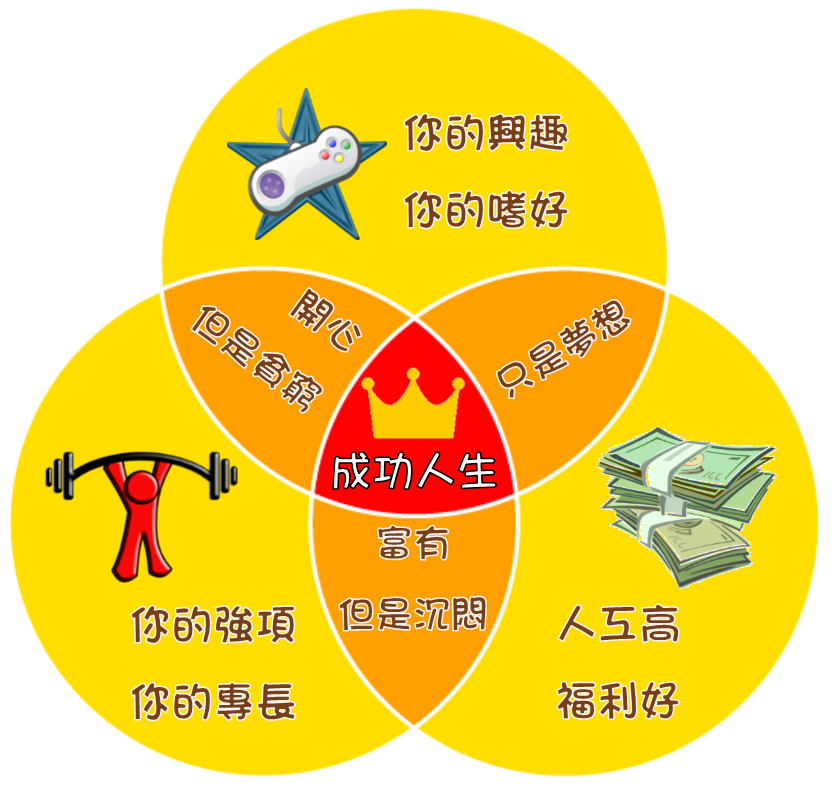 你的興趣
你的嗜好
開心
但是貧窮
只是夢想
成功人生
富有
但是沉悶
你的強項
你的專長
人工高
福利好